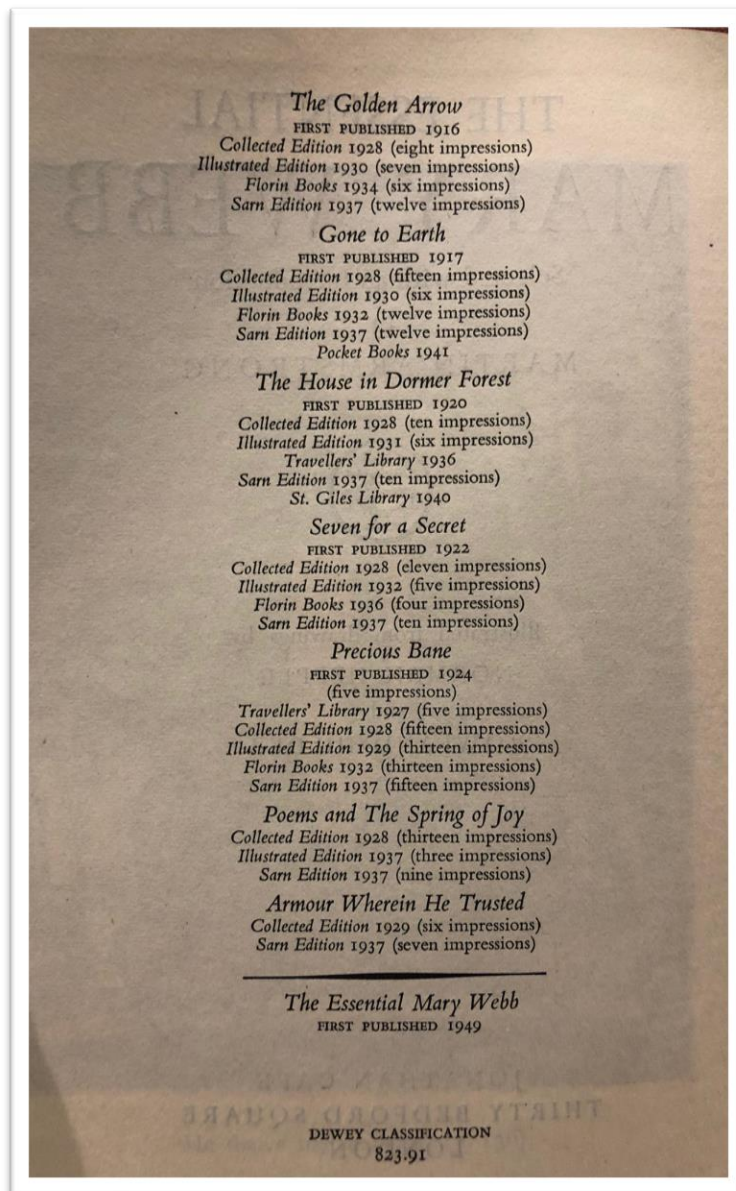 The Golden Arrow
FIRST PUBLISHED 1916
Collected Edition 1928 (eight impressions)
Illustrated Edition 1930 (seven impressions)
Florin Books 1934 (six impressions)
Sarn Edition 1937 (twelve impressions)
Gone to Earth
FIRST PUBLISHED 1917
Collected Edition 1928 (fifteen impressions)
Illustrated Edition 1930 (six impressions)
Florin Books 1932 (twelve impressions)
Sarn Edition 1937 (twelve impressions)
Pocket Books 1941
The House in Dormer Forest
FIRST PUBLISHED 1920
Collected Edition 1928 (ten impressions)
Illustrated Edition 1931 (six impressions)
Travellers' Library 1936
Sarn Edition 1937 (ten impressions)
St. Giles Library 1940
Seven for a Secret
FIRST PUBLISHED 1922
Collected Edition 1928 (eleven impressions)
Illustrated Edition 1932 (five impressions)
Florin Books 1936 (four impressions)
Sarn Edition 1937 (ten impressions)
Precious Bane
FIRST PUBLISHED 1924
(five impressions)
Travellers' Library 1927 (five impressions)
Collected Edition 1928 (fifteen impressions)
Illustrated Edition 1929 (thirteen impressions)
Florin Books 1932 (thirteen impressions)
Sarn Edition 1937 (fifteen impressions)
Poems and The Spring of Joy
Collected Edition 1928 (thirteen impressions)
Illustrated Edition 1937 (three impressions)
Sarn Edition 1937 (nine impressions)
Armour Wherein He Trusted
Collected Edition 1929 (six impressions)
Sarn Edition 1937 (seven impressions)
The Essential Mary Webb
FIRST PUBLISHED 1949
DEWEY CLASSIFICATION
823.91